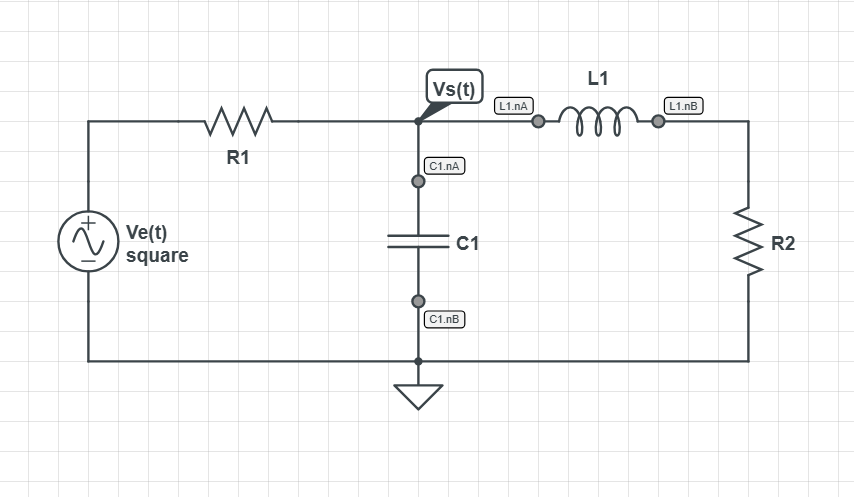 Vs(t)
L1
L1.nA
L1.nB
R1
C1.nA
Ve(t)
square
C1
R2
C1.nB